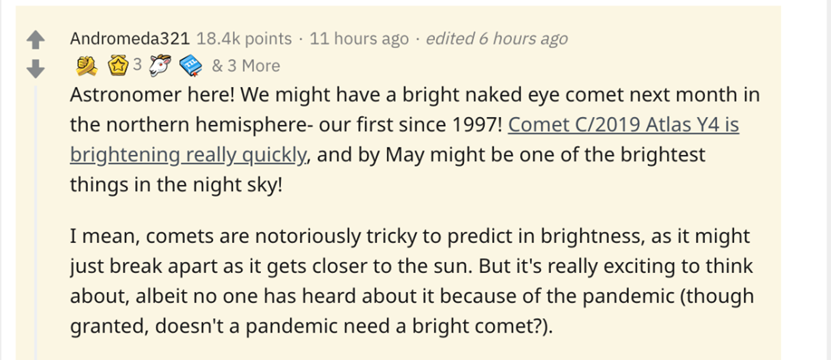 Andromeda321 18.4k points · 11 hours ago · edited 6 hours ago
3 & 3 More
Astronomer here! We might have a bright naked eye comet next month in
the northern hemisphere- our first since 1997! Comet C/2019 Atlas Y4 is
brightening really quickly, and by May might be one of the brightest
things in the night sky!
I mean, comets are notoriously tricky to predict in brightness, as it might
just break apart as it gets closer to the sun. But it's really exciting to think
about, albeit no one has heard about it because of the pandemic (though
granted, doesn't a pandemic need a bright comet?).